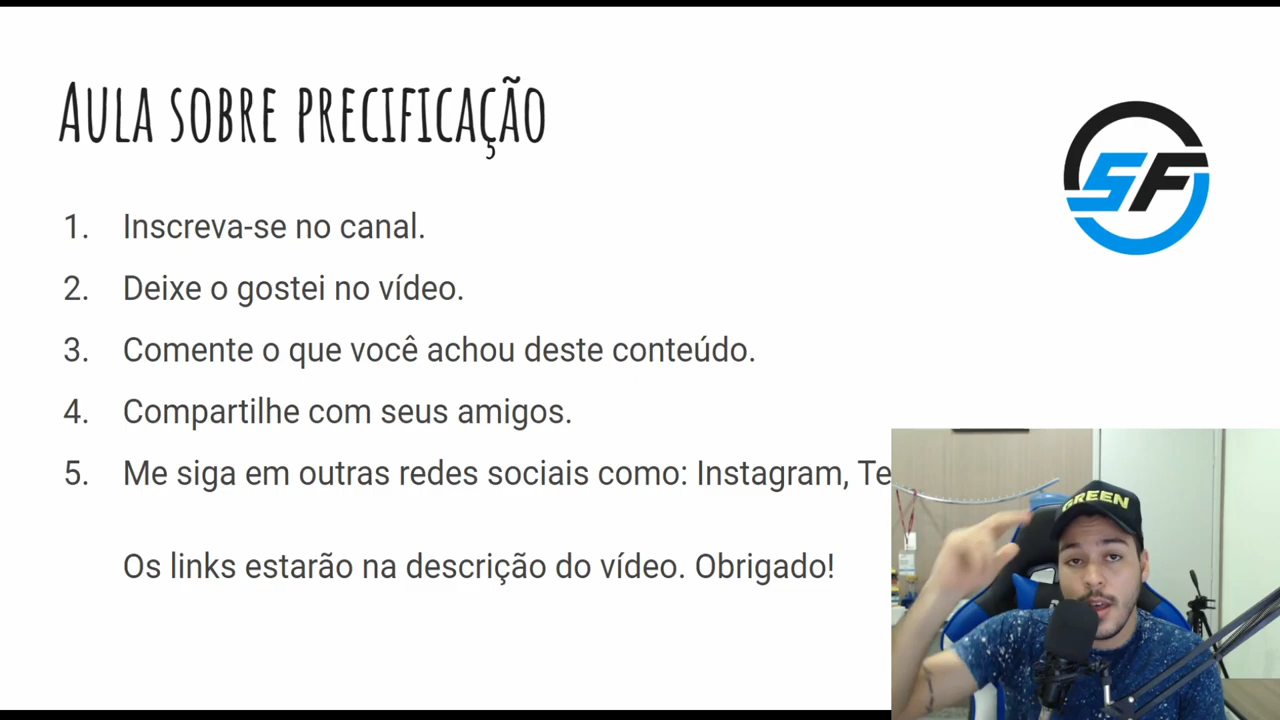 Aula sobre precificação
SF
1. Inscreva-se no canal.
2. Deixe o gostei no vídeo.
3. Comente o que você achou deste conteúdo.
4. Compartilhe com seus amigos.
5. Me siga em outras redes sociais como: Instagram, Te
GREEN
Os links estarão na descrição do vídeo. Obrigado!